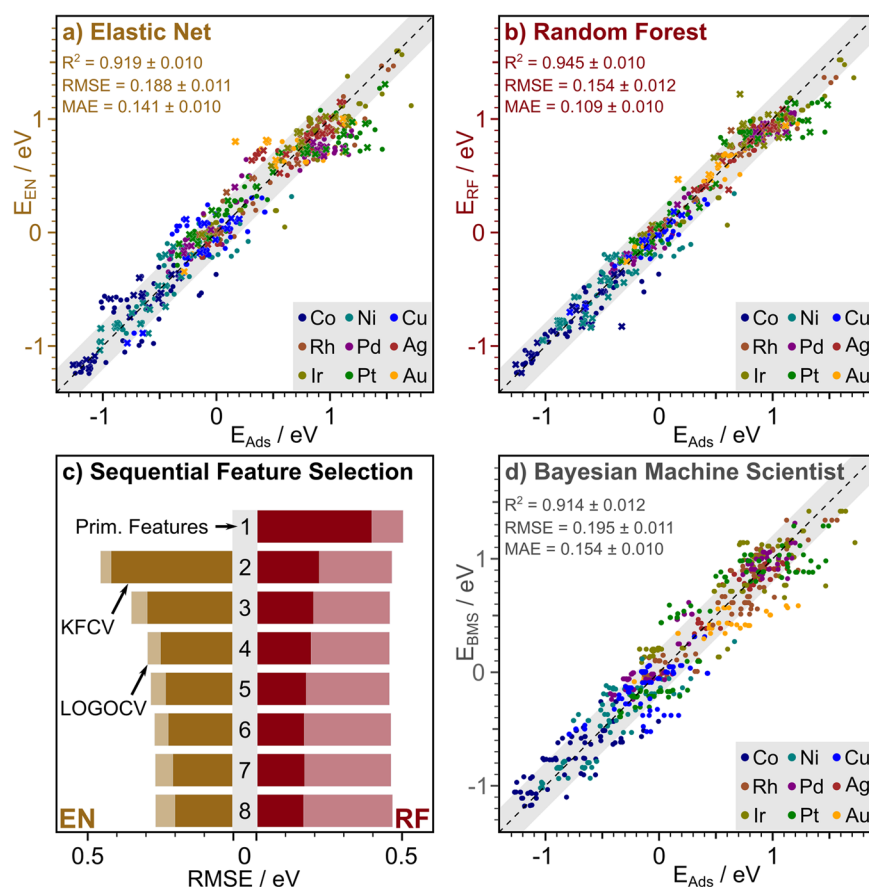 a) Elastic Net
R² = 0.919 ± 0.010
RMSE = 0.188 ± 0.011
MAE = 0.141 ± 0.010
E_EN / eV
1
0
-1
Co Ni Cu
Rh Pd Ag
Ir Pt Au
-1 0 1
E_Ads / eV
b) Random Forest
R² = 0.945 ± 0.010
RMSE = 0.154 ± 0.012
MAE = 0.109 ± 0.010
E_RF / eV
1
0
-1
Co Ni Cu
Rh Pd Ag
Ir Pt Au
-1 0 1
E_Ads / eV
c) Sequential Feature Selection
Prim. Features
1
2
KFCV
3
4
LOGOCV
5
6
7
8
EN RF
0.5 0 0 0.5
RMSE / eV
d) Bayesian Machine Scientist
R² = 0.914 ± 0.012
RMSE = 0.195 ± 0.011
MAE = 0.154 ± 0.010
E_BMS / eV
1
0
-1
Co Ni Cu
Rh Pd Ag
Ir Pt Au
-1 0 1
E_Ads / eV